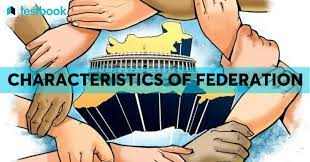 testbook
CHARACTERISTICS OF FEDERATION